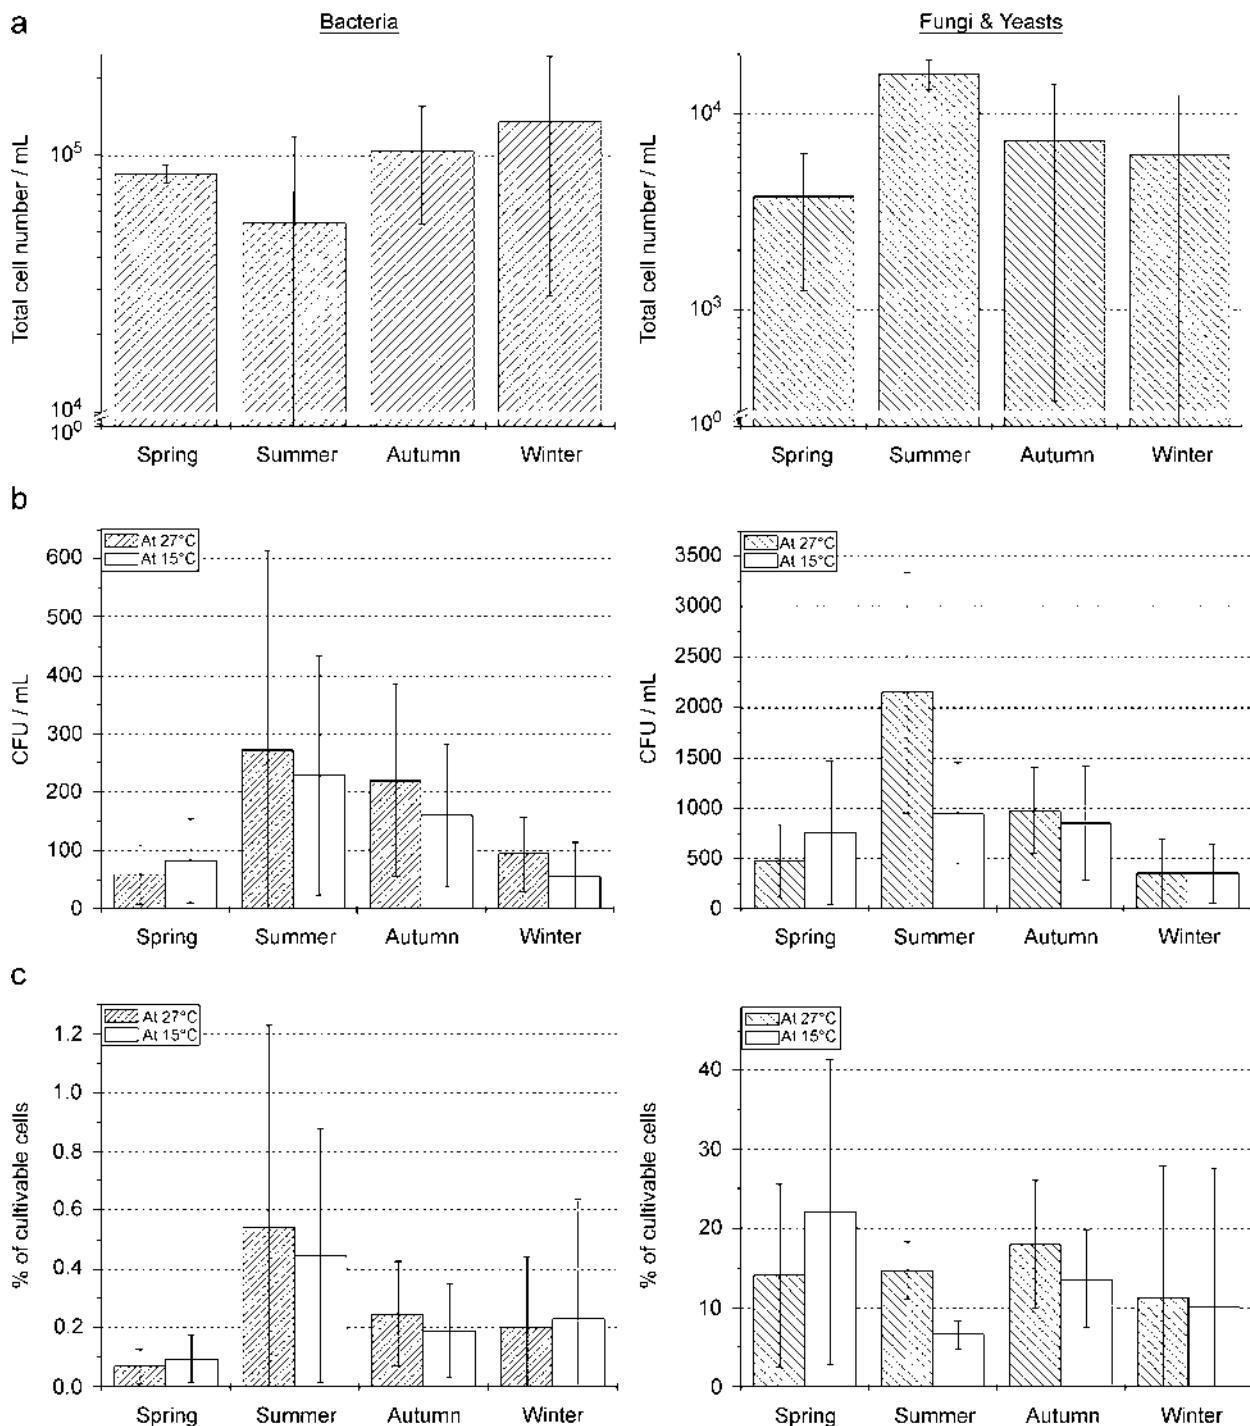 a
Bacteria
Fungi & Yeasts
Total cell number / mL
10⁵
10⁴
10⁰
Spring Summer Autumn Winter
Total cell number / mL
10⁴
10³
10⁰
Spring Summer Autumn Winter
b
At 27°C
At 15°C
CFU / mL
600
500
400
300
200
100
0
Spring Summer Autumn Winter
At 27°C
At 15°C
CFU / mL
3500
3000
2500
2000
1500
1000
500
0
Spring Summer Autumn Winter
c
At 27°C
At 15°C
% of cultivable cells
1.2
1.0
0.8
0.6
0.4
0.2
0.0
Spring Summer Autumn Winter
At 27°C
At 15°C
% of cultivable cells
40
30
20
10
0
Spring Summer Autumn Winter